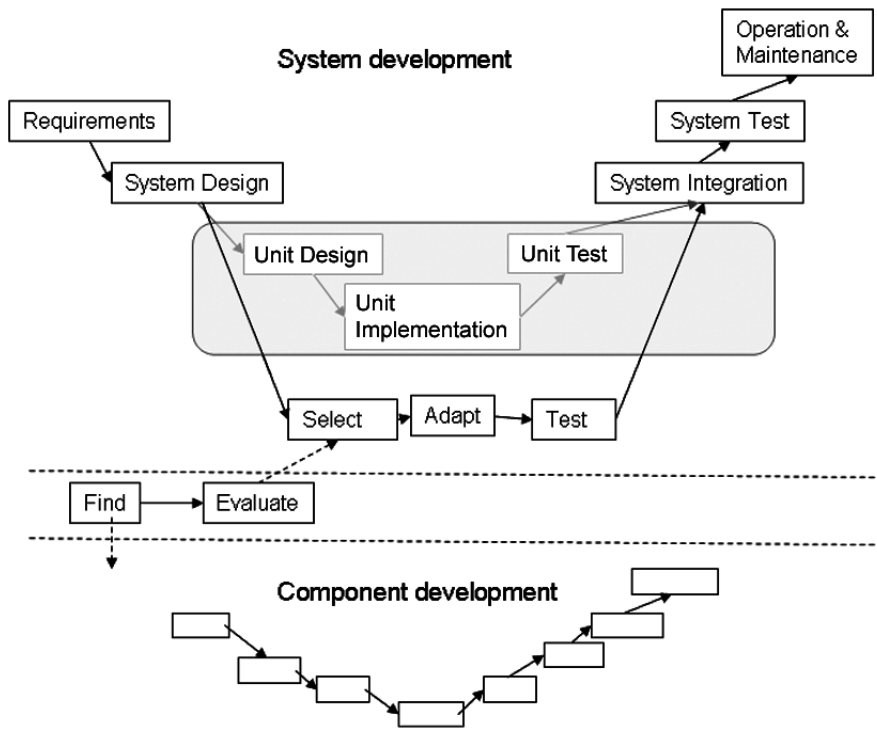 Operation &
Maintenance
System development
Requirements
System Test
System Design
System Integration
Unit Design
Unit Test
Unit
Implementation
Select
Adapt
Test
Find
Evaluate
Component development